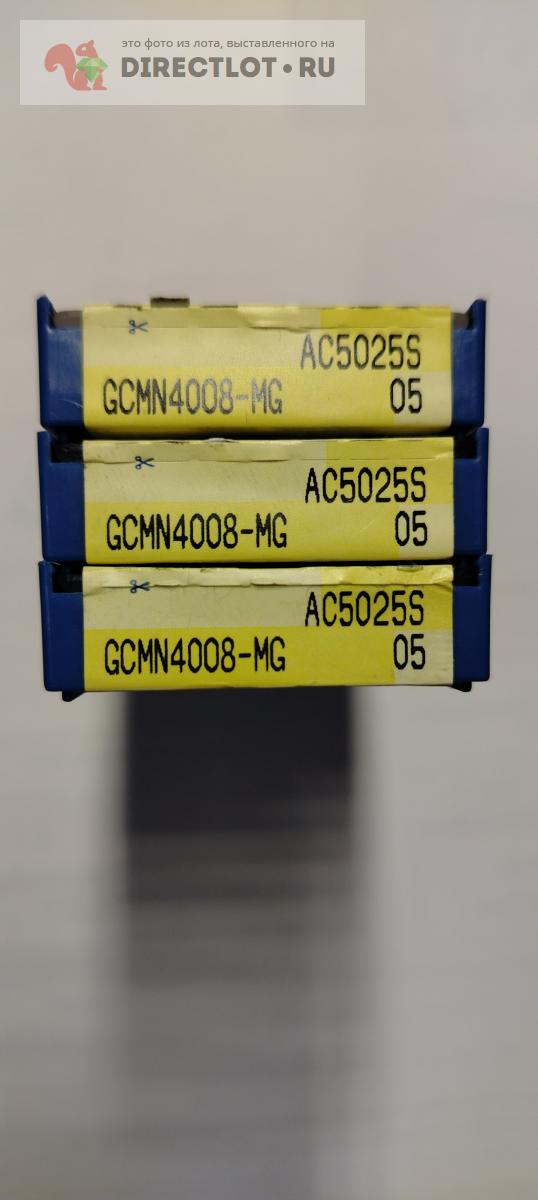 это фото из лота, выставленного на
DIRECTLOT•RU
AC5025S
GCMN4008-MG 05
AC5025S
GCMN4008-MG 05
AC5025S
GCMN4008-MG 05